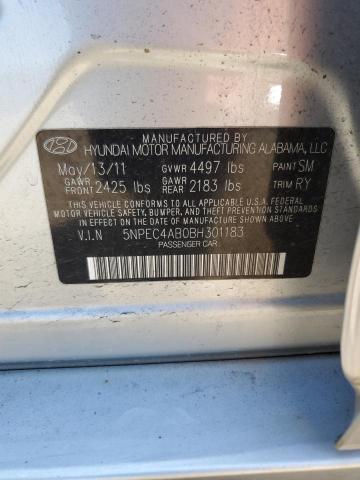 MANUFACTURED BY
HYUNDAI MOTOR MANUFACTURING ALABAMA, LLC
May/13/11 GVWR 4497 lbs PAINT SM
GAWR FRONT 2425 lbs GAWR REAR 2183 lbs TRIM RY
THIS VEHICLE CONFORMS TO ALL APPLICABLE U.S.A. FEDERAL
MOTOR VEHICLE SAFETY, BUMPER, AND THEFT PREVENTION STANDARDS
IN EFFECT ON THE DATE OF MANUFACTURE SHOWN ABOVE.
V.I.N 5NPEC4AB0BH301183
PASSENGER CAR